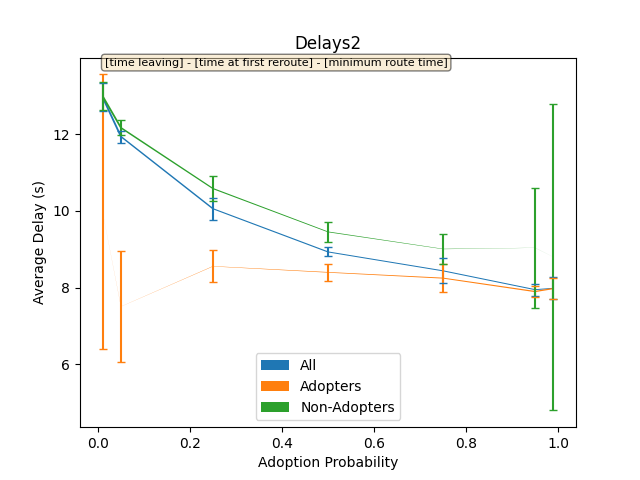 Delays2
[time leaving] - [time at first reroute] - [minimum route time]
12
10
8
6
Average Delay (s)
All
Adopters
Non-Adopters
0.0 0.2 0.4 0.6 0.8 1.0
Adoption Probability